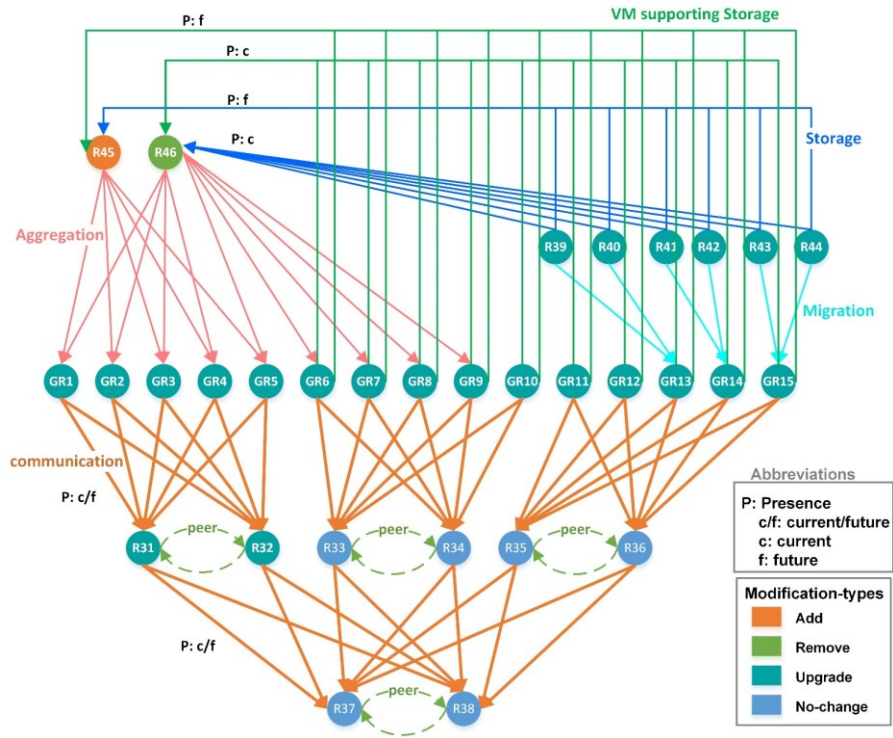 P: f
VM supporting Storage
P: c
P: f
P: c
Storage
R45
R46
Aggregation
R39
R40
R41
R42
R43
R44
Migration
GR1
GR2
GR3
GR4
GR5
GR6
GR7
GR8
GR9
GR10
GR11
GR12
GR13
GR14
GR15
communication
P: c/f
peer
peer
peer
R31
R32
R33
R34
R35
R36
P: c/f
peer
R37
R38
Abbreviations
P: Presence
c/f: current/future
c: current
f: future
Modification-types
Add
Remove
Upgrade
No-change